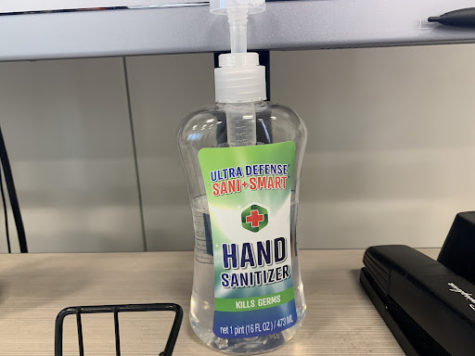 ULTRA DEFENSE
SANI+SMART
HAND
SANITIZER
KILLS GERMS
net 1 pint (16 FL OZ) / 473 ML